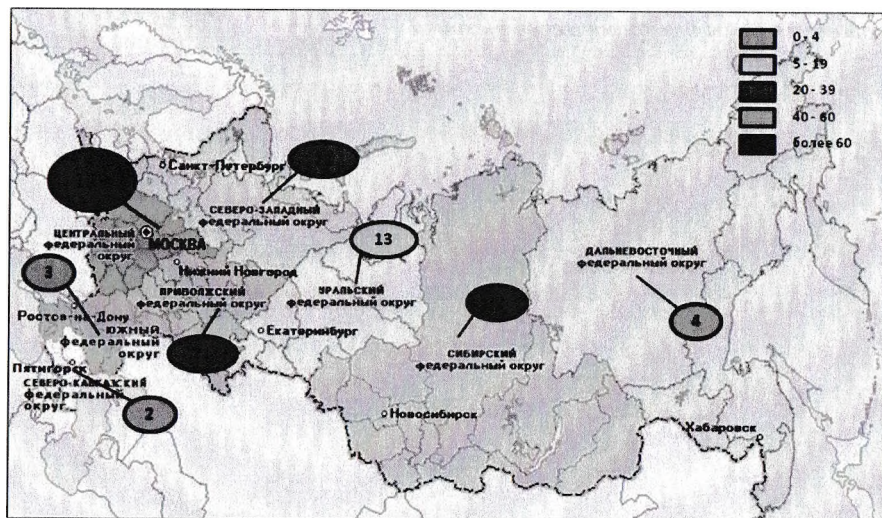 0 - 4
5 - 19
20 - 39
40 - 60
более 60
Санкт-Петербург
СЕВЕРО-ЗАПАДНЫЙ
федеральный
округ
ЦЕНТРАЛЬНЫЙ
федеральный
округ
МОСКВА
13
ДАЛЬНЕВОСТОЧНЫЙ
федеральный округ
3
Нижний Новгород
ПРИВОЛЖСКИЙ
федеральный
округ
УРАЛЬСКИЙ
федеральный
округ
4
Ростов-на-Дону
ЮЖНЫЙ
федеральный
округ
Екатеринбург
СИБИРСКИЙ
федеральный округ
Пятигорск
СЕВЕРО-КАВКАЗСКИЙ
федеральный
округ
2
Новосибирск
Хабаровск